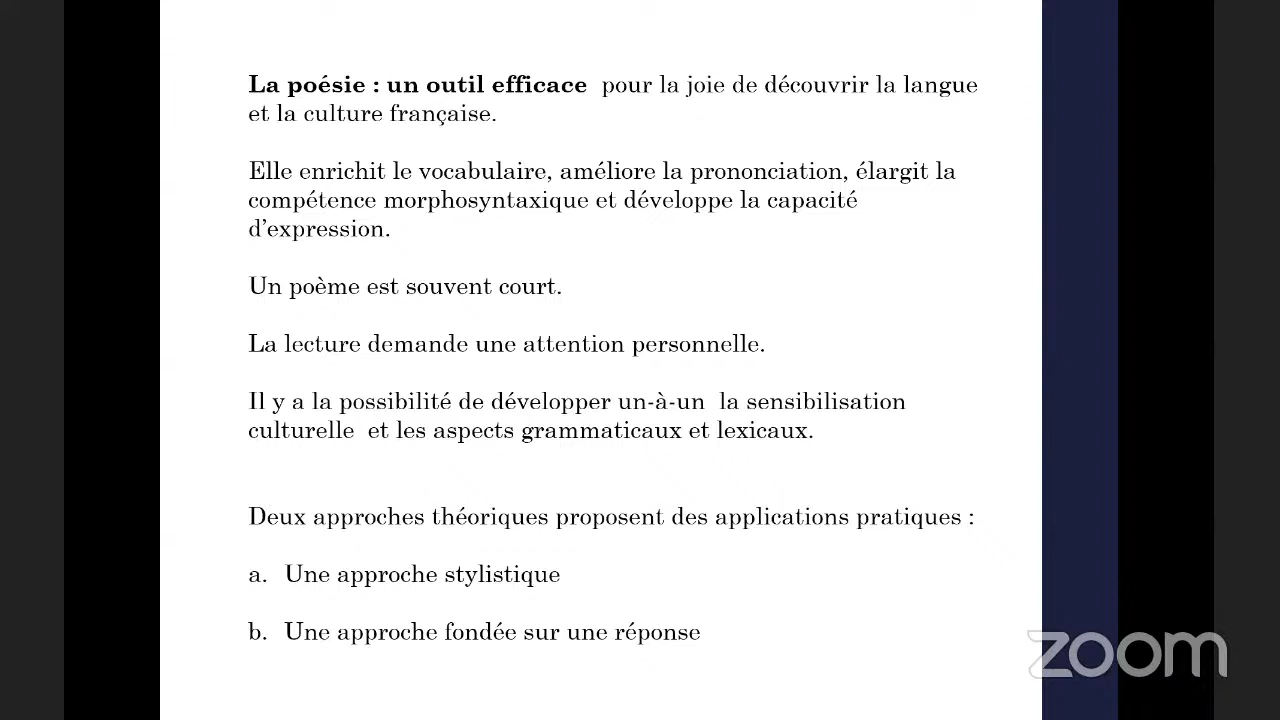 La poésie : un outil efficace pour la joie de découvrir la langue
et la culture française.
Elle enrichit le vocabulaire, améliore la prononciation, élargit la
compétence morphosyntaxique et développe la capacité
d’expression.
Un poème est souvent court.
La lecture demande une attention personnelle.
Il y a la possibilité de développer un-à-un la sensibilisation
culturelle et les aspects grammaticaux et lexicaux.
Deux approches théoriques proposent des applications pratiques :
a. Une approche stylistique
b. Une approche fondée sur une réponse
zoom